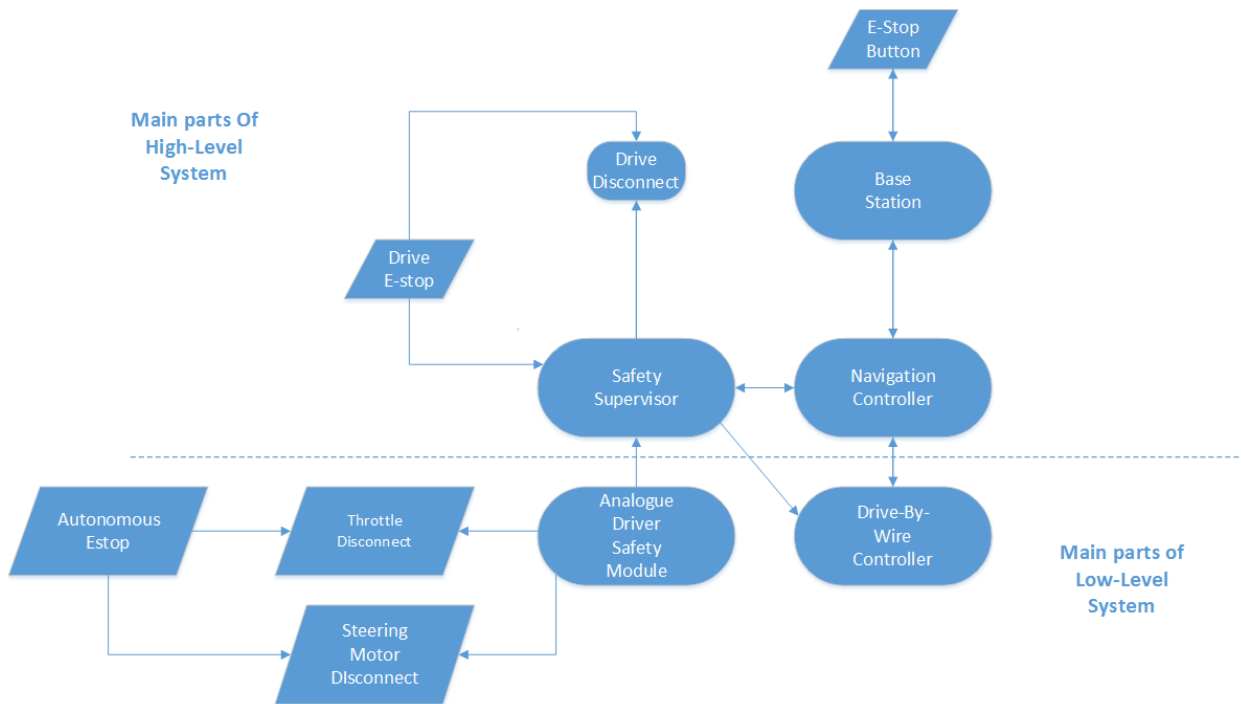 E-Stop
Button
Main parts Of
High-Level
System
Drive
Disconnect
Base
Station
Drive
E-stop
Safety
Supervisor
Navigation
Controller
Autonomous
Estop
Throttle
Disconnect
Analogue
Driver
Safety
Module
Drive-By-
Wire
Controller
Main parts of
Low-Level
System
Steering
Motor
DIsconnect